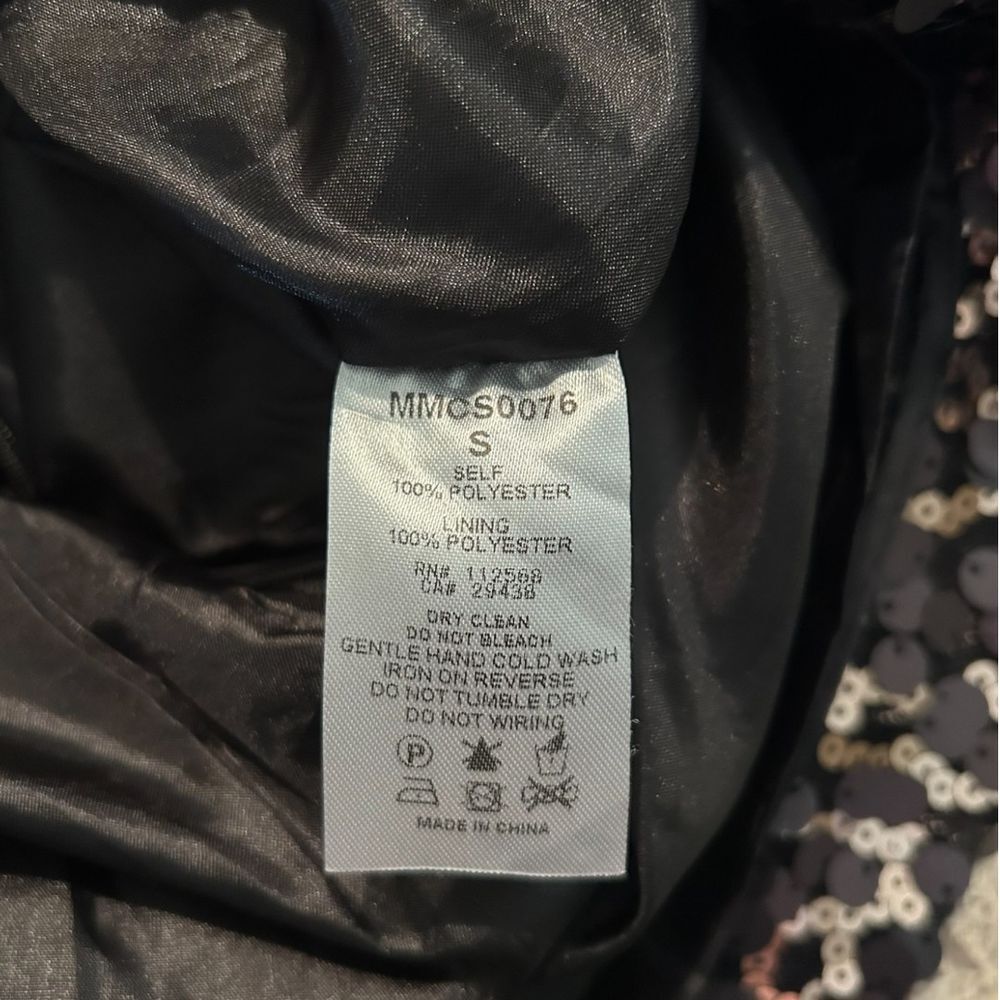 MMCS0076
S
SELF
100% POLYESTER
LINING
100% POLYESTER
RN# 112568
CA# 29438
DRY CLEAN
DO NOT BLEACH
GENTLE HAND COLD WASH
IRON ON REVERSE
DO NOT TUMBLE DRY
DO NOT WIRING
P
MADE IN CHINA